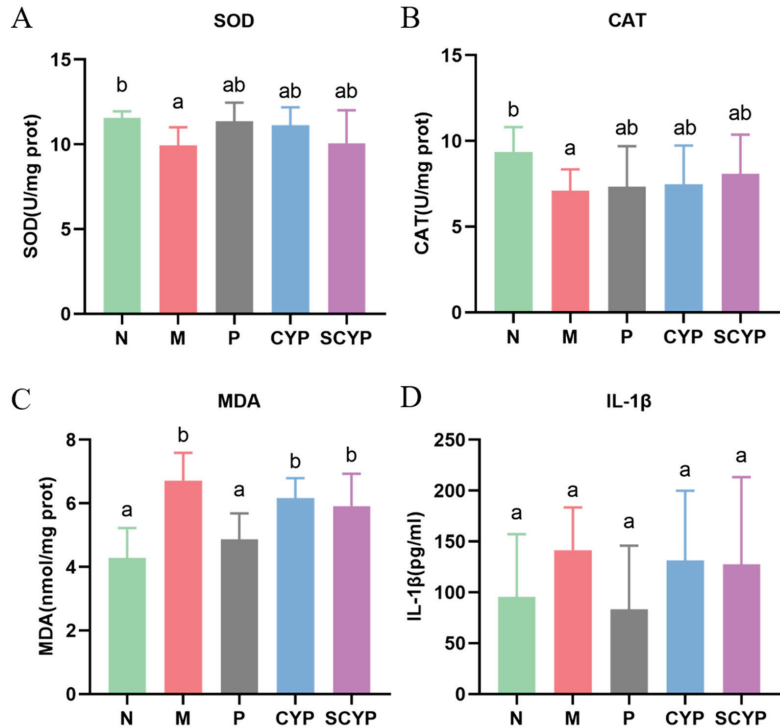 A
SOD
SOD(U/mg prot)
15
10
5
0
b
a
ab
ab
ab
N
M
P
CYP
SCYP
B
CAT
CAT(U/mg prot)
15
10
5
0
b
a
ab
ab
ab
N
M
P
CYP
SCYP
C
MDA
MDA(nmol/mg prot)
8
6
4
2
0
a
b
a
b
b
N
M
P
CYP
SCYP
D
IL-1β
IL-1β(pg/ml)
250
200
150
100
50
0
a
a
a
a
a
N
M
P
CYP
SCYP